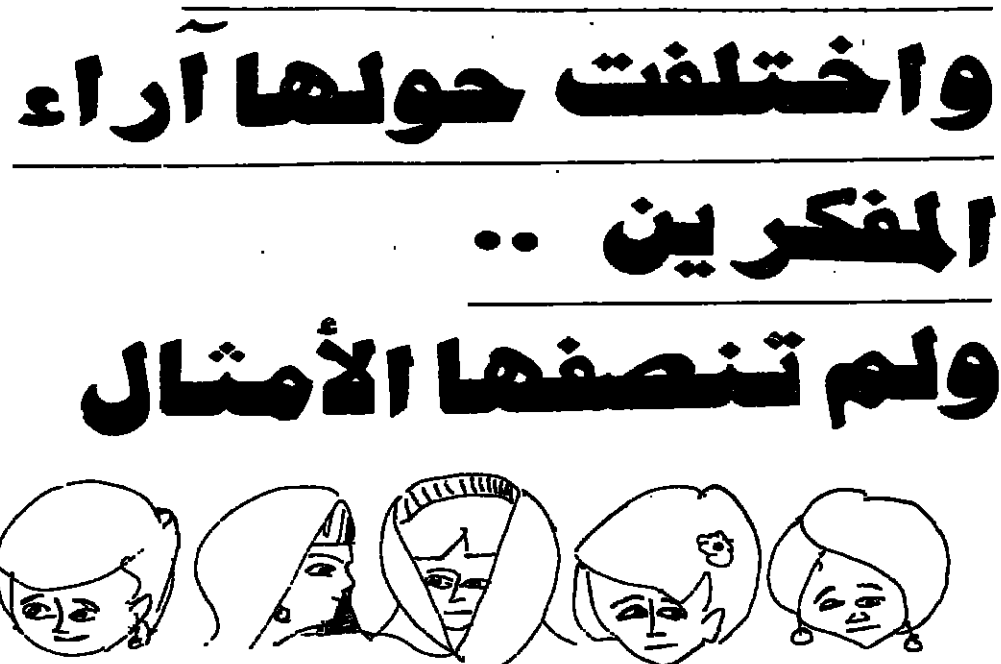 واختلفت حولها آراء
المفكرين ..
ولم تنصفها الأمثال